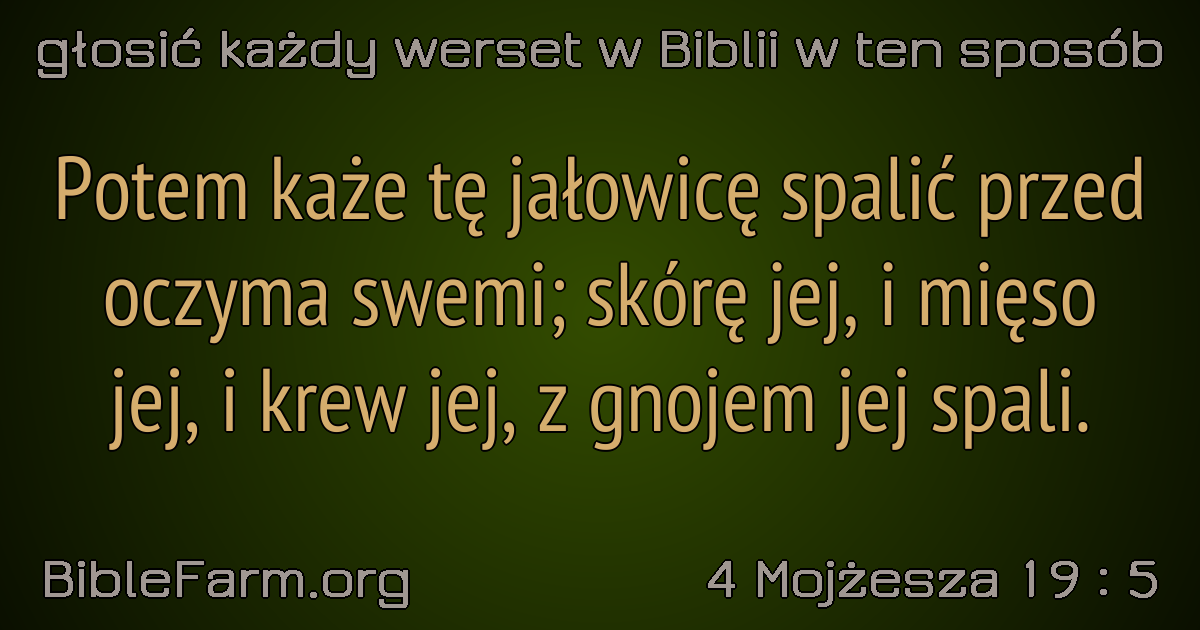 głosić każdy werset w Biblii w ten sposób
Potem każe tę jałowicę spalić przed
oczyma swemi; skórę jej, i mięso
jej, i krew jej, z gnojem jej spali.
BibleFarm.org
4 Mojżesza 19 : 5